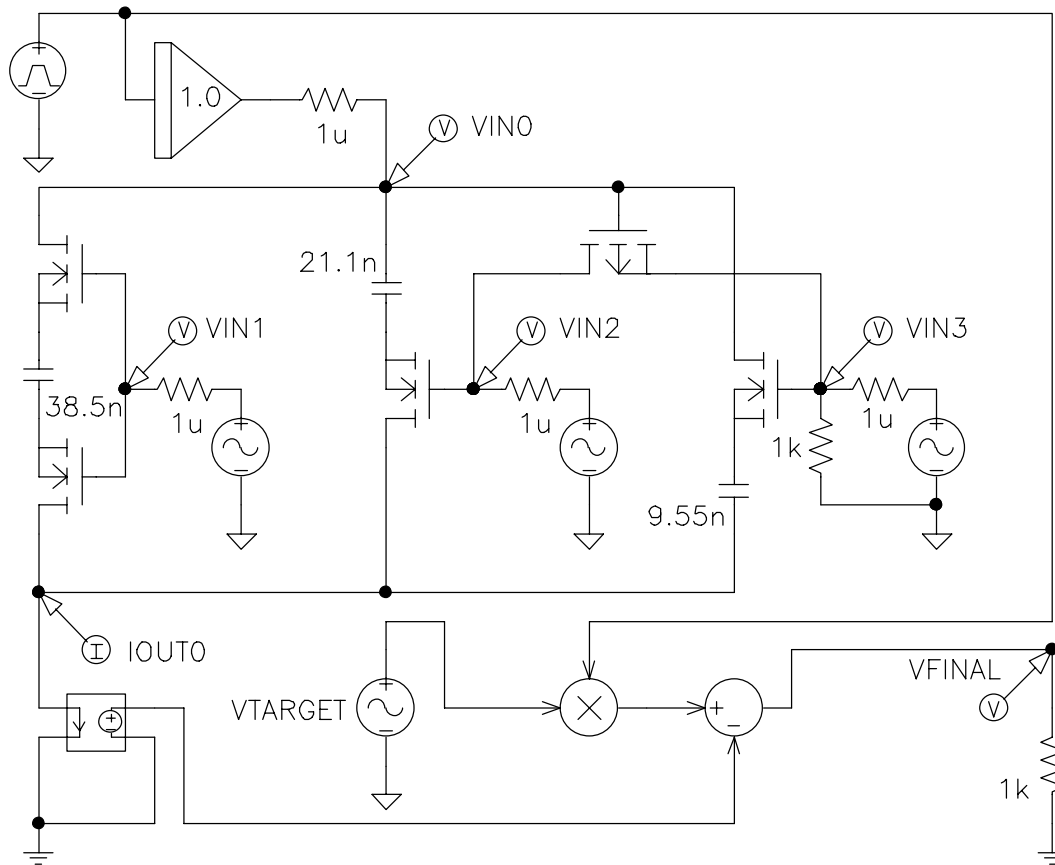 1.0
1u
V VIN0
21.1n
V VIN1
V VIN2
V VIN3
38.5n
1u
1u
1k
1u
9.55n
I IOUT0
VTARGET
VFINAL
V
1k